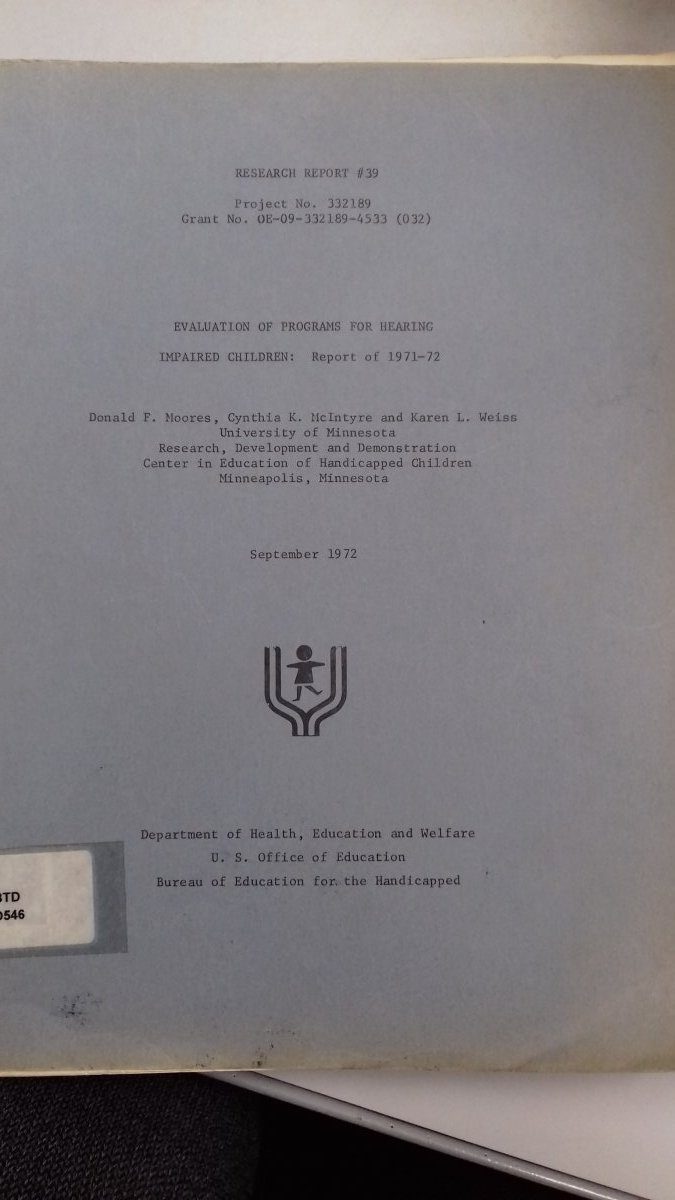 RESEARCH REPORT #39
Project No. 332189
Grant No. OE-09-332189-4533 (032)
EVALUATION OF PROGRAMS FOR HEARING
IMPAIRED CHILDREN: Report of 1971-72
Donald F. Moores, Cynthia K. McIntyre and Karen L. Weiss
University of Minnesota
Research, Development and Demonstration
Center in Education of Handicapped Children
Minneapolis, Minnesota
September 1972
Department of Health, Education and Welfare
U. S. Office of Education
Bureau of Education for the Handicapped